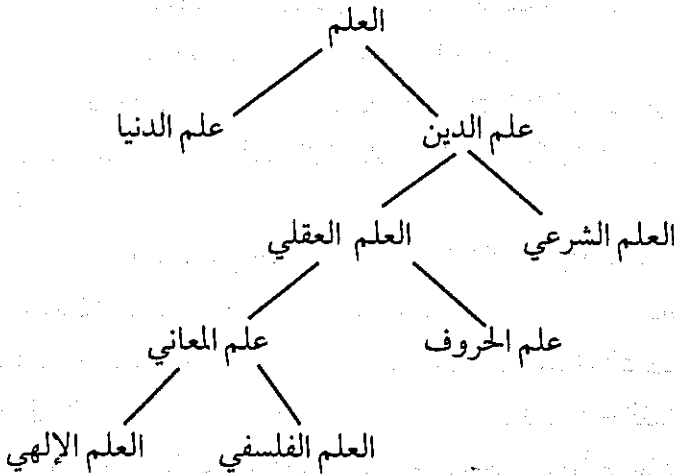 العلم
علم الدين علم الدنيا
العلم الشرعي العلم العقلي
علم الحروف علم المعاني
العلم الفلسفي العلم الإلهي